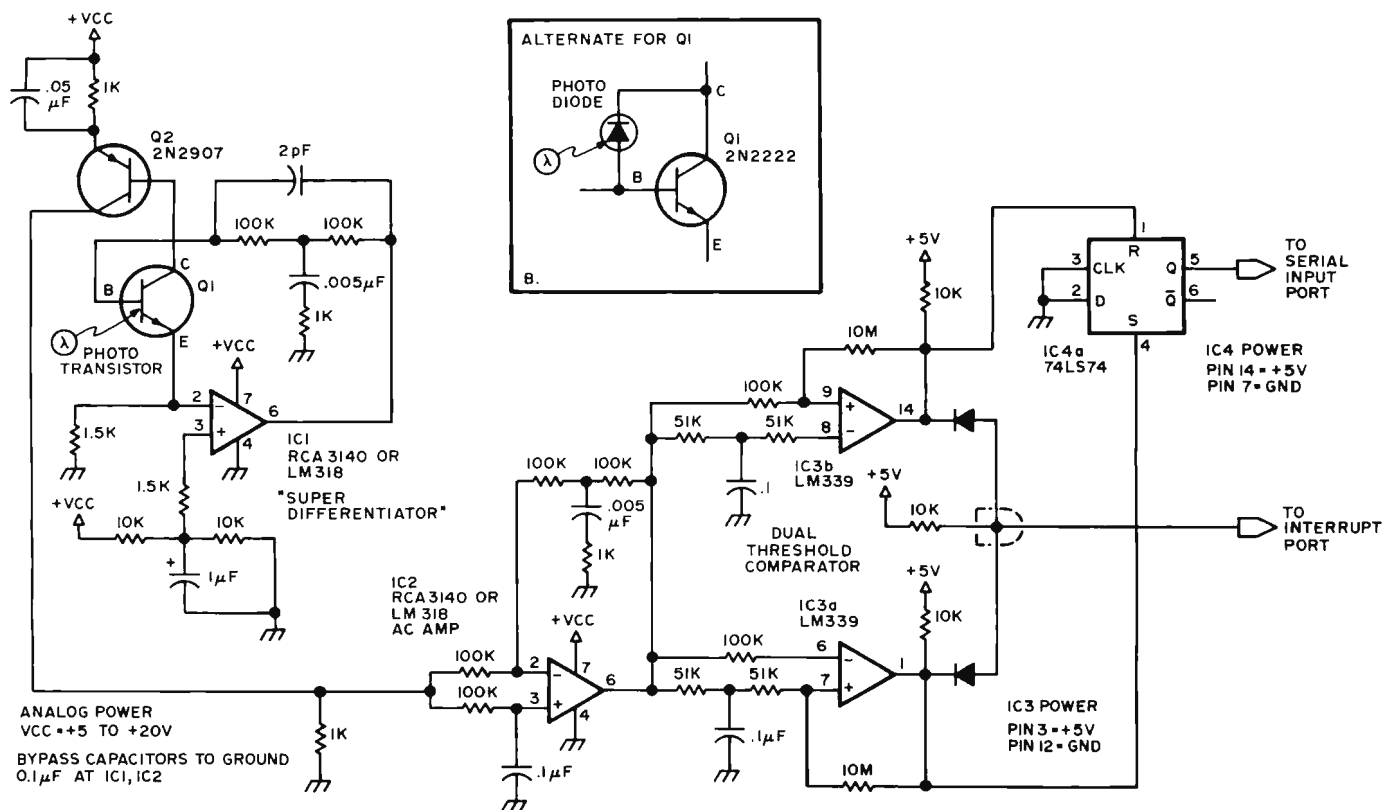 +VCC
.05
µF
1K
Q2
2N2907
2pF
100K
100K
.005µF
1K
C
B
Q1
E
λ
PHOTO
TRANSISTOR
+VCC
2
3
7
6
4
-
+
1.5K
IC1
RCA3140 OR
LM318
"SUPER
DIFFERENTIATOR"
1.5K
+VCC
10K
10K
+
1µF
ANALOG POWER
VCC=+5 TO +20V
BYPASS CAPACITORS TO GROUND
0.1µF AT IC1, IC2
1K
ALTERNATE FOR Q1
PHOTO
DIODE
λ
C
Q1
2N2222
B
E
B.
IC2
RCA3140 OR
LM318
AC AMP
100K
100K
.005
µF
1K
100K
100K
+VCC
2
3
7
6
4
-
+
.1µF
100K
51K
51K
.1
10M
+5V
10K
9
8
14
+
-
IC3b
LM339
DUAL
THRESHOLD
COMPARATOR
+5V
10K
IC3a
LM339
100K
51K
51K
.1µF
10M
+5V
10K
6
7
1
-
+
IC3 POWER
PIN 3=+5V
PIN 12=GND
1
R
3
CLK
Q
5
2
D
Q̅
6
S
4
IC4a
74LS74
IC4 POWER
PIN 14=+5V
PIN 7=GND
TO
SERIAL
INPUT
PORT
TO
INTERRUPT
PORT